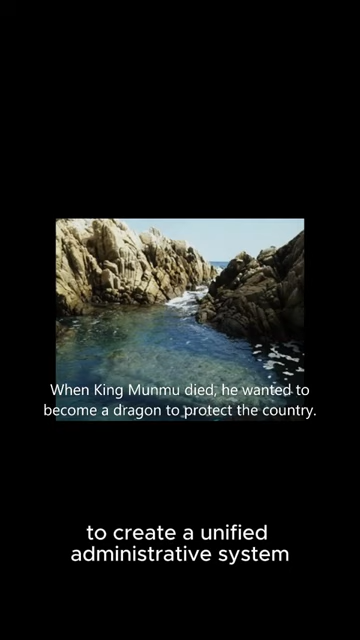 When King Munmu died, he wanted to
become a dragon to protect the country.
to create a unified
administrative system